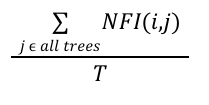 ∑ NFI(i,j)
j ϵ all trees
T